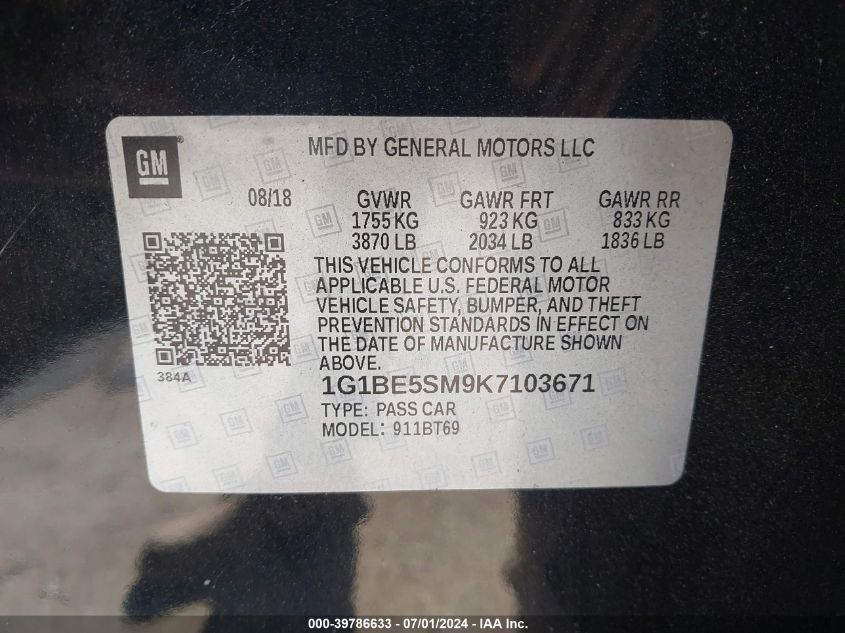 GM
MFD BY GENERAL MOTORS LLC
08/18 GVWR GAWR FRT GAWR RR
1755 KG 923 KG 833 KG
3870 LB 2034 LB 1836 LB
THIS VEHICLE CONFORMS TO ALL
APPLICABLE U.S. FEDERAL MOTOR
VEHICLE SAFETY, BUMPER, AND THEFT
PREVENTION STANDARDS IN EFFECT ON
THE DATE OF MANUFACTURE SHOWN
ABOVE.
384A
1G1BE5SM9K7103671
TYPE: PASS CAR
MODEL: 911BT69
000-39786633 / 07/01/2024 - IAA Inc.